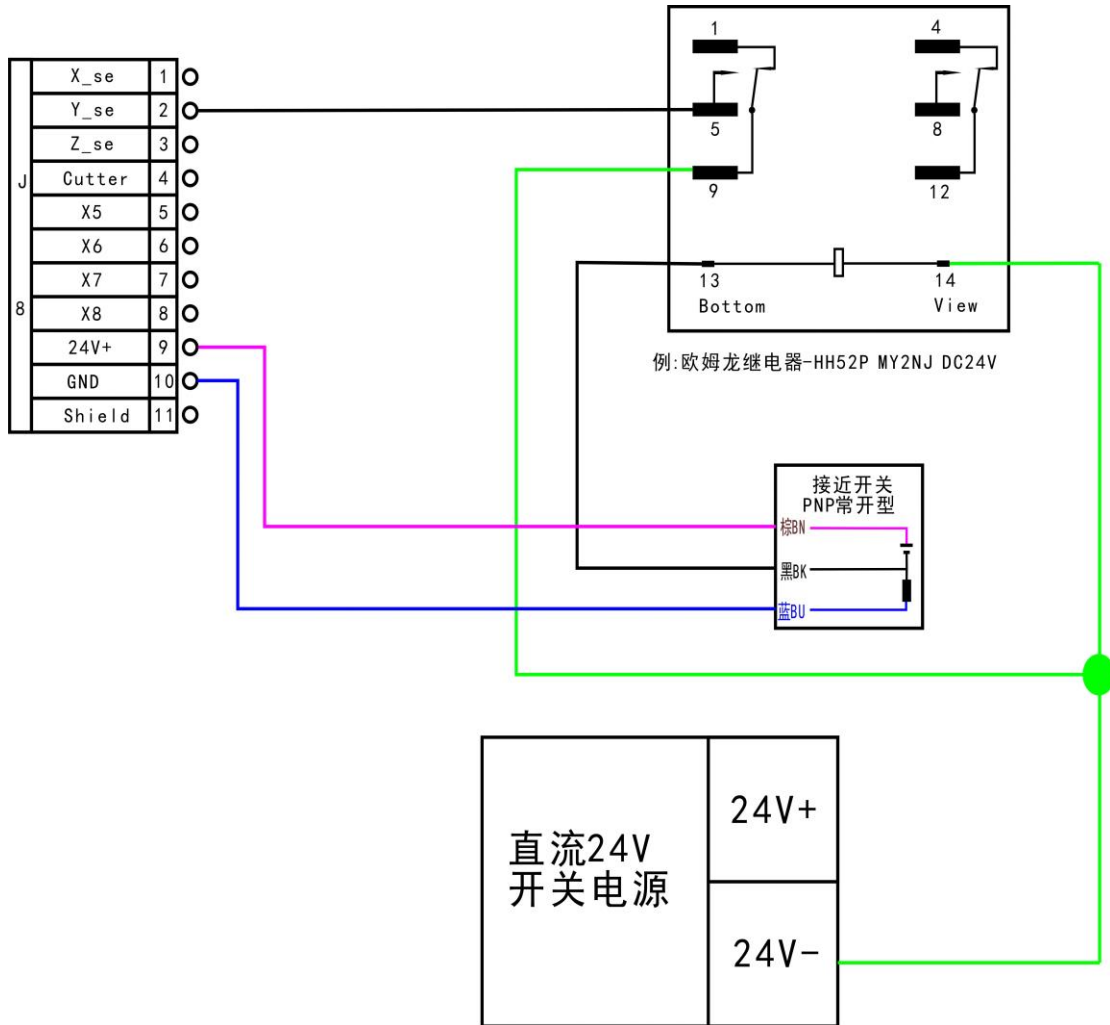 J
8
X_se 1
Y_se 2
Z_se 3
Cutter 4
X5 5
X6 6
X7 7
X8 8
24V+ 9
GND 10
Shield 11
1 4
5 8
9 12
13 14
Bottom View
例:欧姆龙继电器-HH52P MY2NJ DC24V
接近开关
PNP常开型
棕BN
黑BK
蓝BU
直流24V
开关电源
24V+
24V-